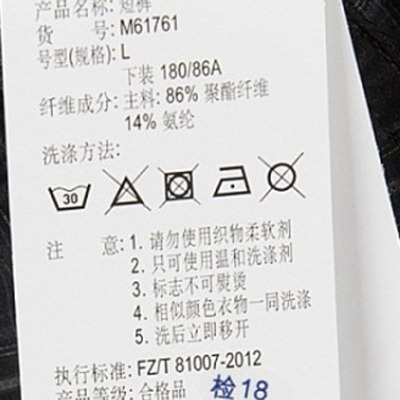 产品名称: 短裤
货 号: M61761
号型(规格): L
下装 180/86A
纤维成分: 主料: 86% 聚酯纤维
14% 氨纶
洗涤方法:
30
注 意: 1. 请勿使用织物柔软剂
2. 只可使用温和洗涤剂
3. 标志不可熨烫
4. 相似颜色衣物一同洗涤
5. 洗后立即移开
执行标准: FZ/T 81007-2012
产品等级: 合格品 检18